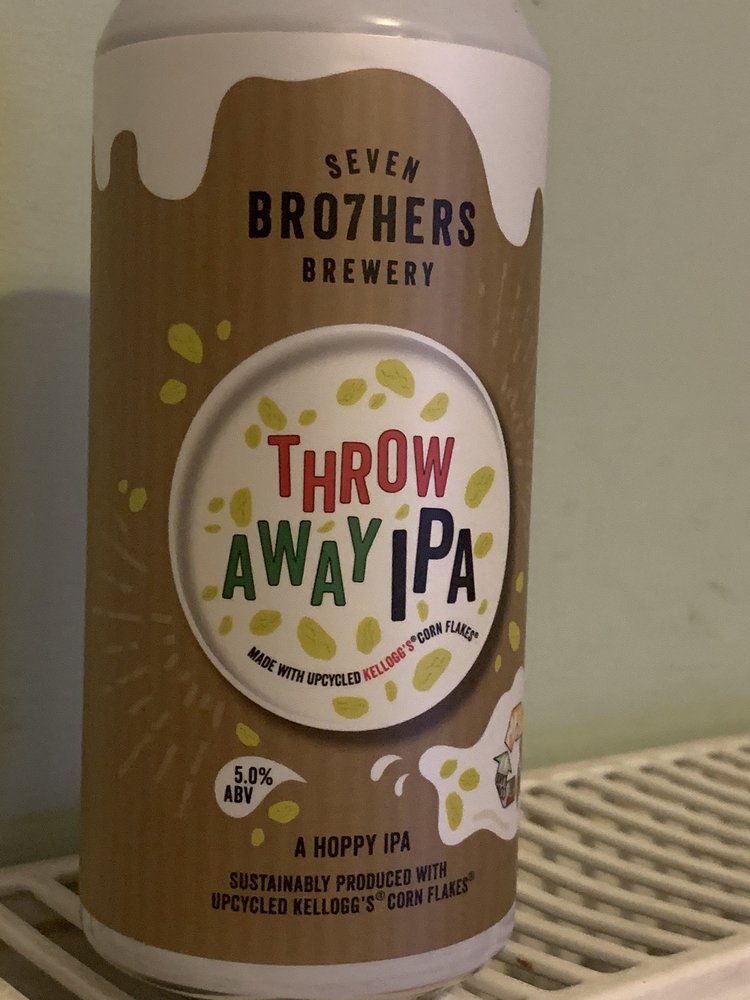 SEVEN
BRO7HERS
BREWERY
THROW
AWAY IPA
MADE WITH UPCYCLED KELLOGG'S® CORN FLAKES®
5.0%
ABV
A HOPPY IPA
SUSTAINABLY PRODUCED WITH
UPCYCLED KELLOGG'S® CORN FLAKES®